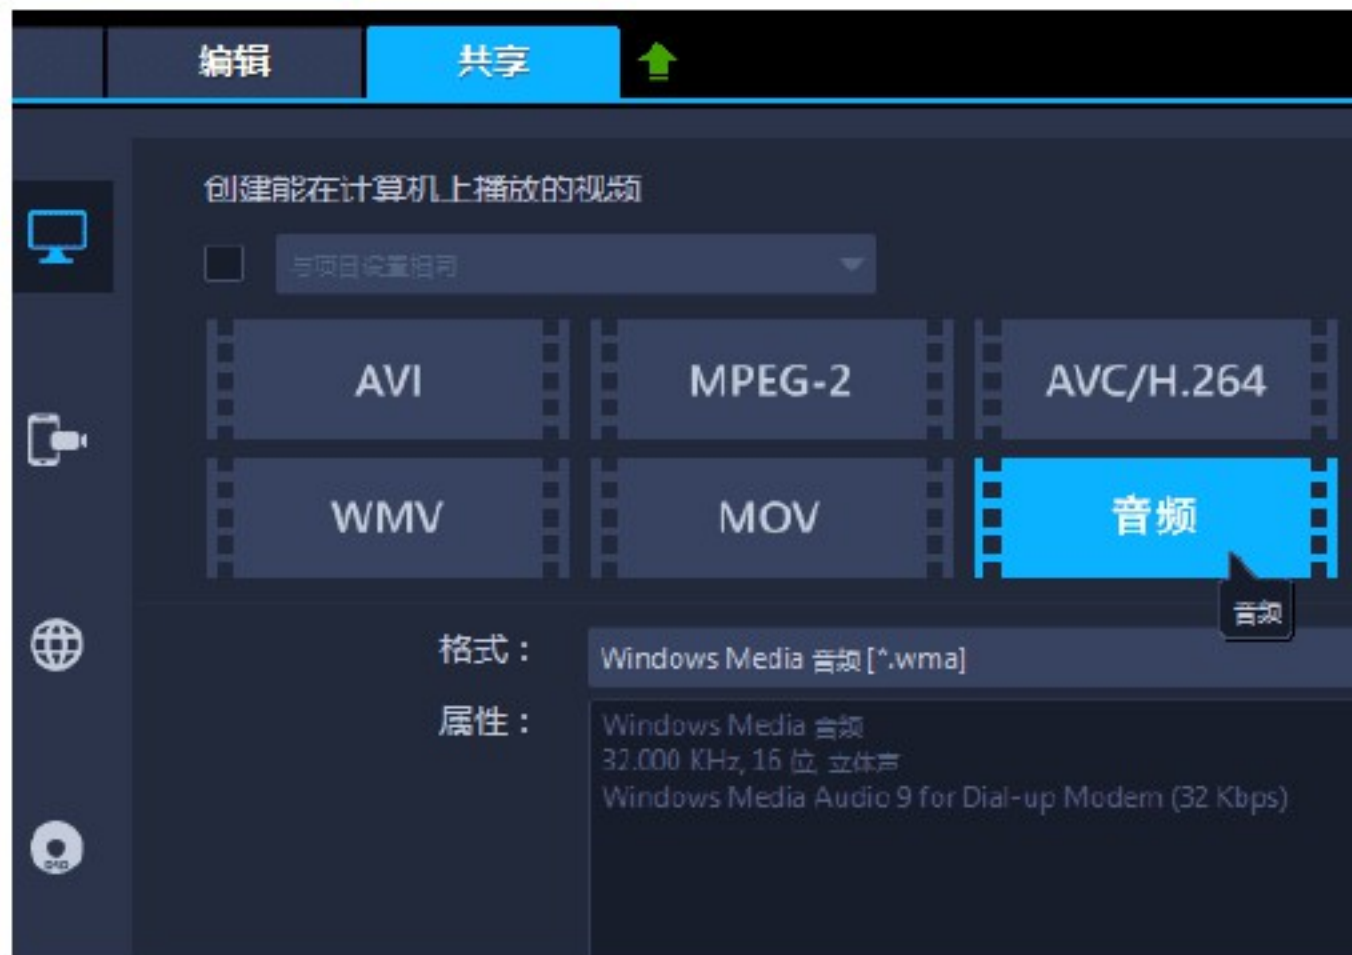 编辑 共享
创建能在计算机上播放的视频
与项目设置相同
AVI MPEG-2 AVC/H.264
WMV MOV 音频
音频
格式： Windows Media 音频 [*.wma]
属性： Windows Media 音频
32.000 KHz, 16 位, 立体声
Windows Media Audio 9 for Dial-up Modem (32 Kbps)
DVD